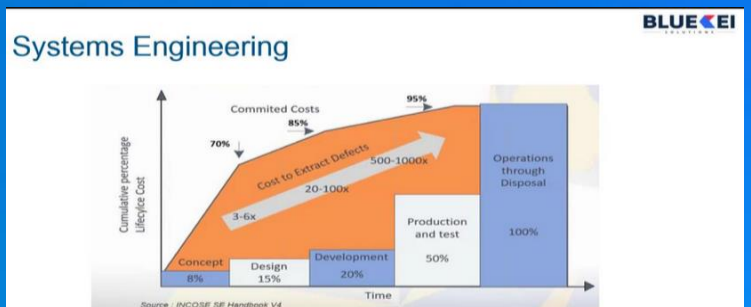 BLUEKEI
SOLUTIONS
Systems Engineering
Commited Costs
95%
85%
70%
Cost to Extract Defects
500-1000x
20-100x
3-6x
Cumulative percentage
Lifecylce Cost
Operations
through
Disposal
100%
Production
and test
50%
Concept
8%
Design
15%
Development
20%
Time
Source : INCOSE SE Handbook V4